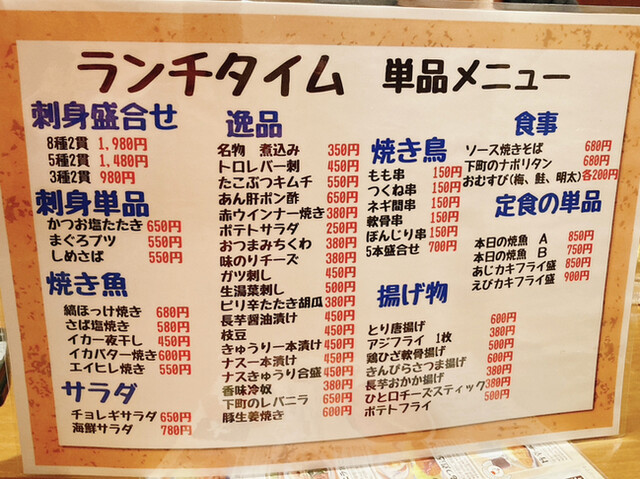 ランチタイム 単品メニュー
刺身盛合せ
8種2貫 1,980円
5種2貫 1,480円
3種2貫 980円
刺身単品
かつお塩たたき 650円
まぐろブツ 550円
しめさば 550円
焼き魚
縞ほっけ焼き 680円
さば塩焼き 580円
イカ一夜干し 450円
イカバター焼き 600円
エイヒレ焼き 550円
サラダ
チョレギサラダ 650円
海鮮サラダ 780円
逸品
名物 煮込み 350円
トロレバー刺 450円
たこぶつキムチ 550円
あん肝ポン酢 650円
赤ウインナー焼き 380円
ポテトサラダ 250円
おつまみちくわ 380円
味のりチーズ 380円
ガツ刺し 450円
生湯葉刺し 500円
ピリ辛たたき胡瓜 380円
長芋醤油漬け 450円
枝豆 450円
きゅうり一本漬け 450円
ナス一本漬け 450円
ナスきゅうり合盛 450円
香味冷奴 380円
下町のレバニラ 650円
豚生姜焼き 600円
焼き鳥
もも串 150円
つくね串 150円
ネギ間串 150円
軟骨串 150円
ぼんじり串 150円
5本盛合せ 700円
揚げ物
とり唐揚げ 600円
アジフライ 1枚 380円
鶏ひざ軟骨揚げ 500円
きんぴらさつま揚げ 600円
長芋おかか揚げ 380円
ひと口チーズスティック 380円
ポテトフライ 500円
食事
ソース焼きそば 680円
下町のナポリタン 680円
おむすび(梅、鮭、明太)各200円
定食の単品
本日の焼魚 A 850円
本日の焼魚 B 750円
あじカキフライ盛 850円
えびカキフライ盛 900円